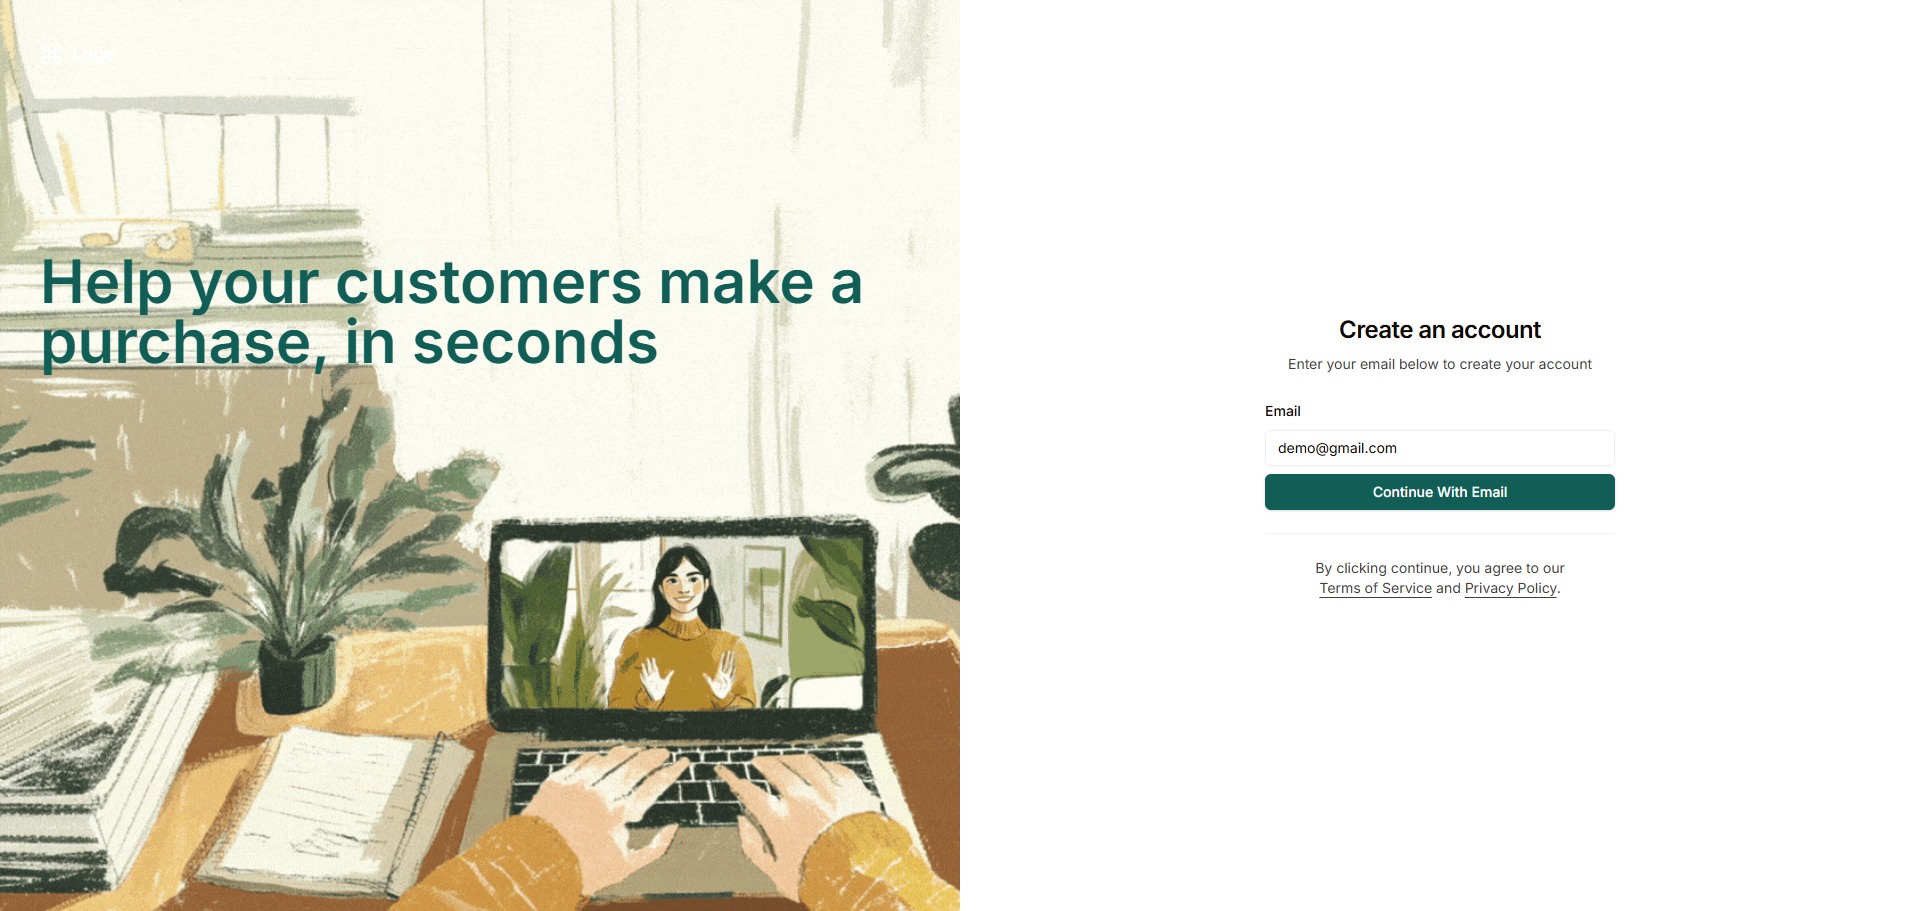 Logo
Help your customers make a
purchase, in seconds
Create an account
Enter your email below to create your account
Email
demo@gmail.com
Continue With Email
By clicking continue, you agree to our
Terms of Service and Privacy Policy.